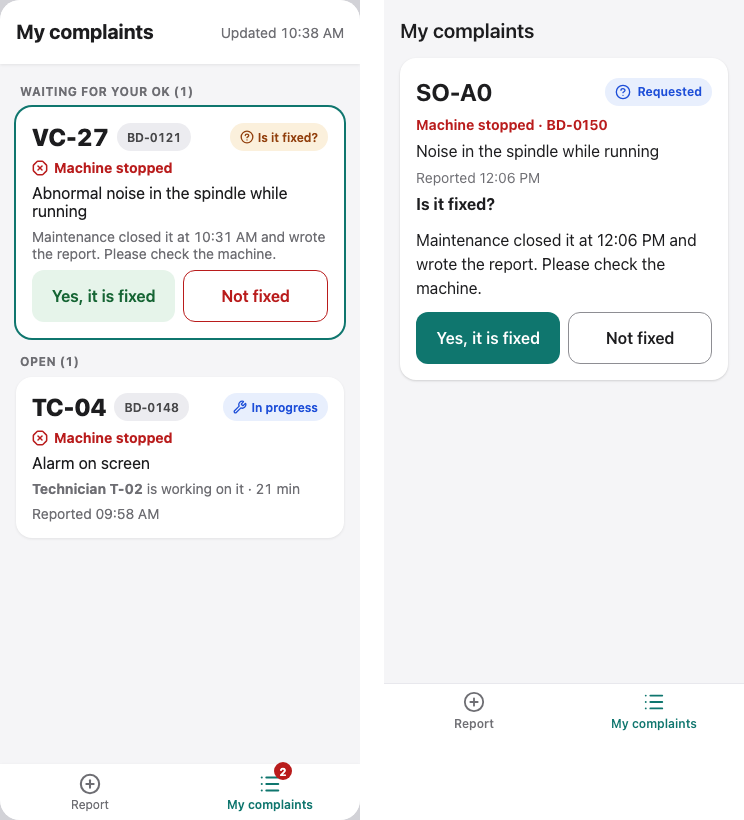 My complaints
Updated 10:38 AM
WAITING FOR YOUR OK (1)
VC-27
BD-0121
Is it fixed?
Machine stopped
Abnormal noise in the spindle while
running
Maintenance closed it at 10:31 AM and wrote
the report. Please check the machine.
Yes, it is fixed
Not fixed
OPEN (1)
TC-04
BD-0148
In progress
Machine stopped
Alarm on screen
Technician T-02 is working on it · 21 min
Reported 09:58 AM
Report
2
My complaints
My complaints
SO-A0
Requested
Machine stopped · BD-0150
Noise in the spindle while running
Reported 12:06 PM
Is it fixed?
Maintenance closed it at 12:06 PM and
wrote the report. Please check the
machine.
Yes, it is fixed
Not fixed
Report
My complaints